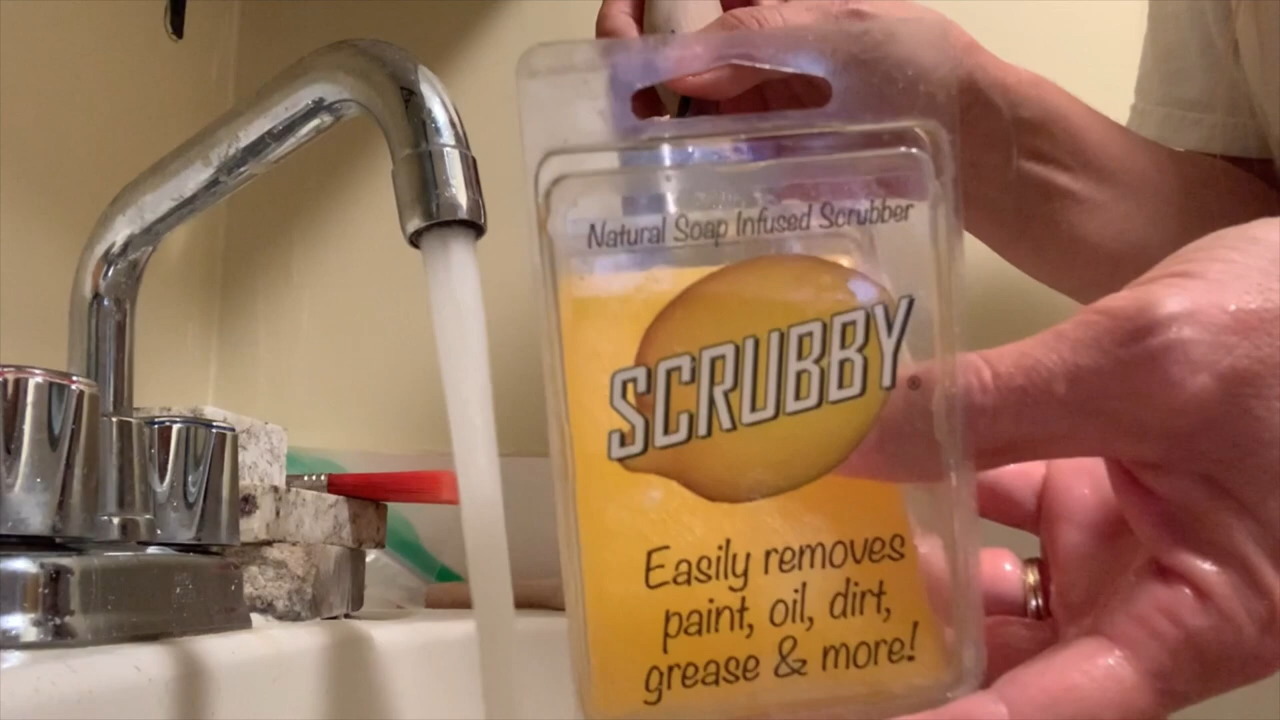 Natural Soap Infused Scrubber
SCRUBBY®
Easily removes
paint, oil, dirt,
grease & more!